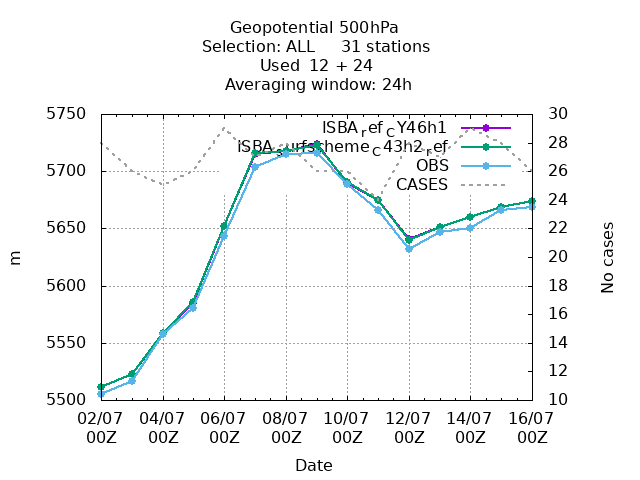 Geopotential 500hPa
Selection: ALL 31 stations
Used 12 + 24
Averaging window: 24h
5750
5700
5650
5600
5550
5500
m
30
28
26
24
22
20
18
16
14
12
10
No cases
ISBA_ref_CY46h1
iSBA_surfscheme_C43h2_ref
OBS
CASES
02/07 04/07 06/07 08/07 10/07 12/07 14/07 16/07
00Z 00Z 00Z 00Z 00Z 00Z 00Z 00Z
Date